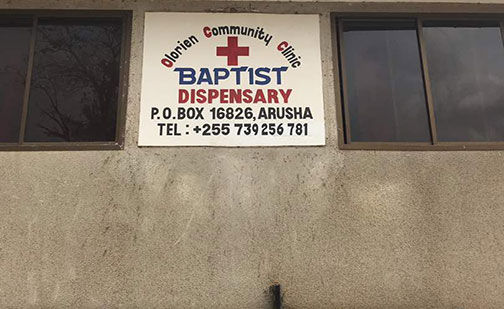 Olorien Community Clinic
BAPTIST
DISPENSARY
P.O.BOX 16826, ARUSHA
TEL : +255 739 256 781